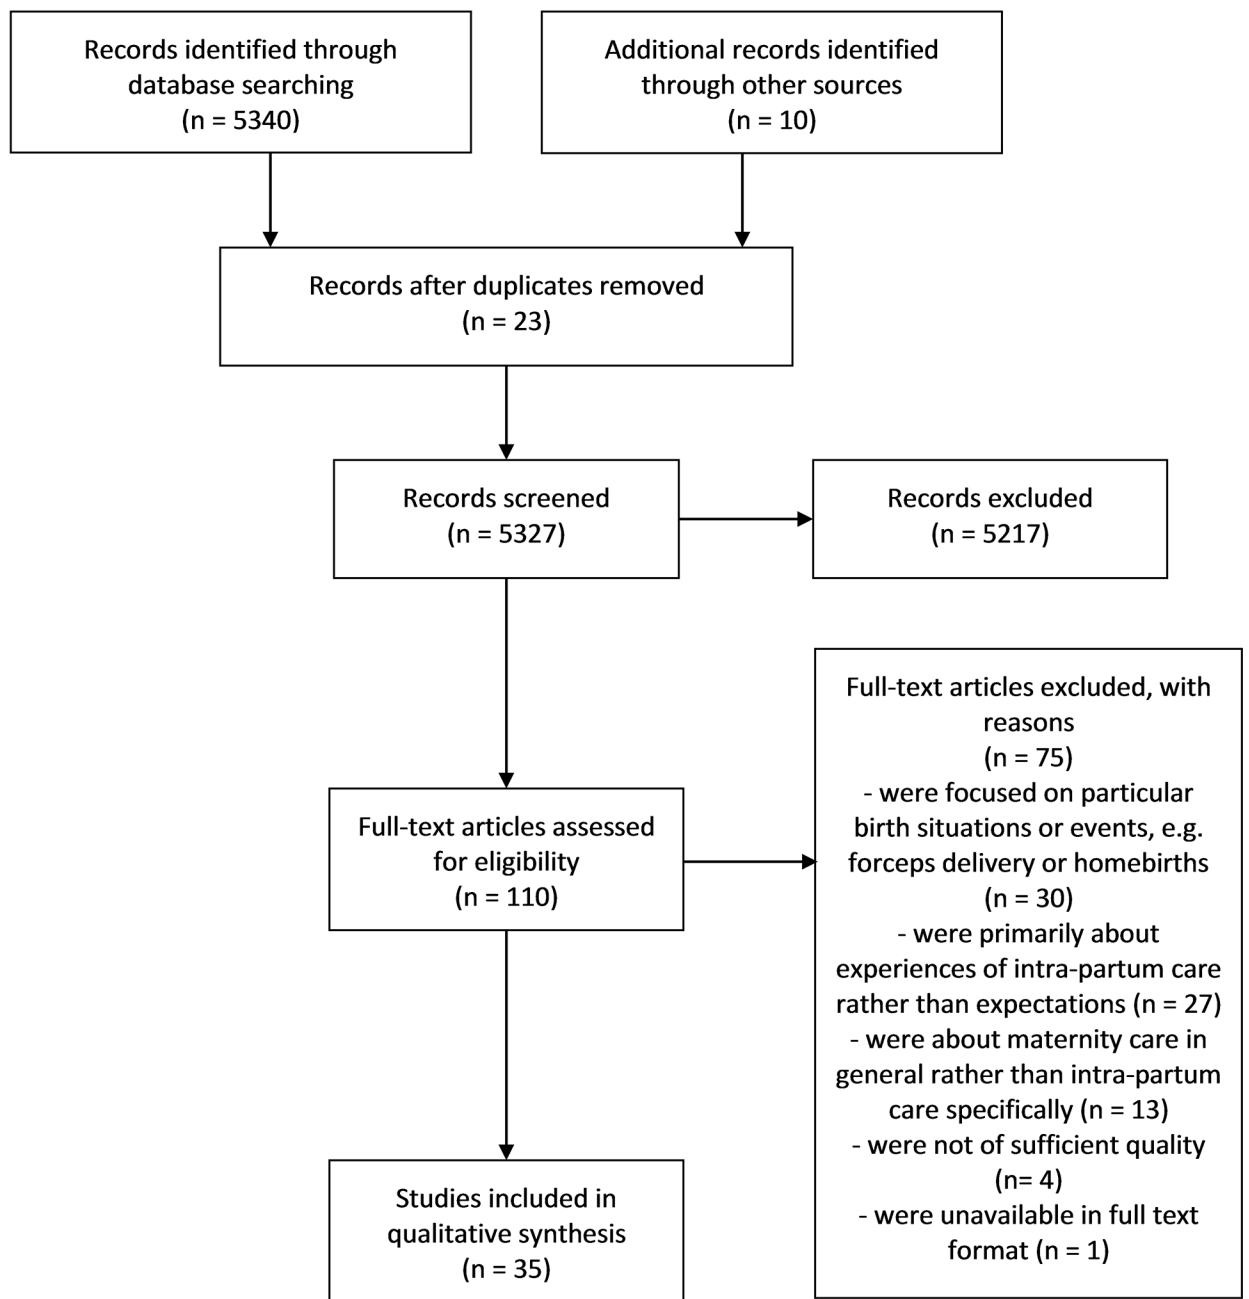 Records identified through
database searching
(n = 5340)
Additional records identified
through other sources
(n = 10)
Records after duplicates removed
(n = 23)
Records screened
(n = 5327)
Records excluded
(n = 5217)
Full-text articles assessed
for eligibility
(n = 110)
Full-text articles excluded, with
reasons
(n = 75)
- were focused on particular
birth situations or events, e.g.
forceps delivery or homebirths
(n = 30)
- were primarily about
experiences of intra-partum care
rather than expectations (n = 27)
- were about maternity care in
general rather than intra-partum
care specifically (n = 13)
- were not of sufficient quality
(n= 4)
- were unavailable in full text
format (n = 1)
Studies included in
qualitative synthesis
(n = 35)